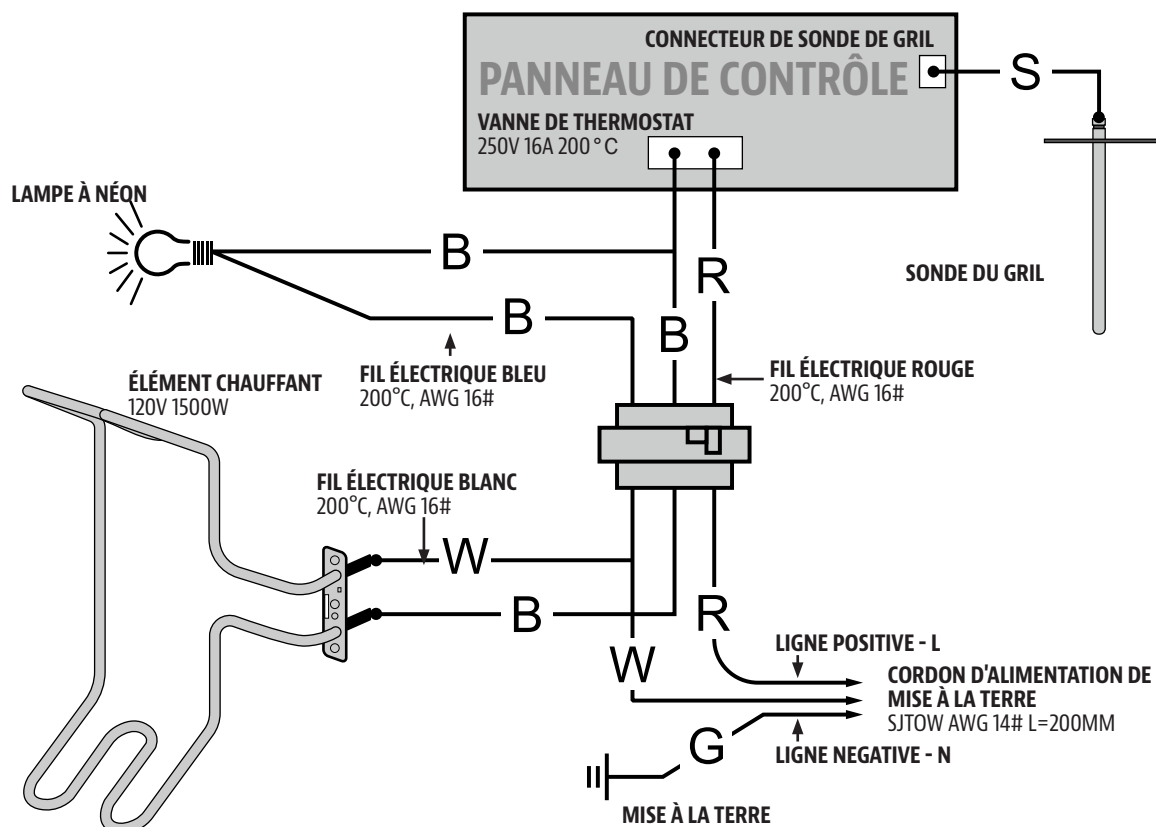 CONNECTEUR DE SONDE DE GRIL
PANNEAU DE CONTRÔLE
S
VANNE DE THERMOSTAT
250V 16A 200°C
LAMPE À NÉON
B
R
SONDE DU GRIL
B
B
FIL ÉLECTRIQUE BLEU
200°C, AWG 16#
FIL ÉLECTRIQUE ROUGE
200°C, AWG 16#
ÉLÉMENT CHAUFFANT
120V 1500W
FIL ÉLECTRIQUE BLANC
200°C, AWG 16#
W
B
R
W
LIGNE POSITIVE - L
CORDON D'ALIMENTATION DE
MISE À LA TERRE
SJTOW AWG 14# L=200MM
G
LIGNE NEGATIVE - N
MISE À LA TERRE